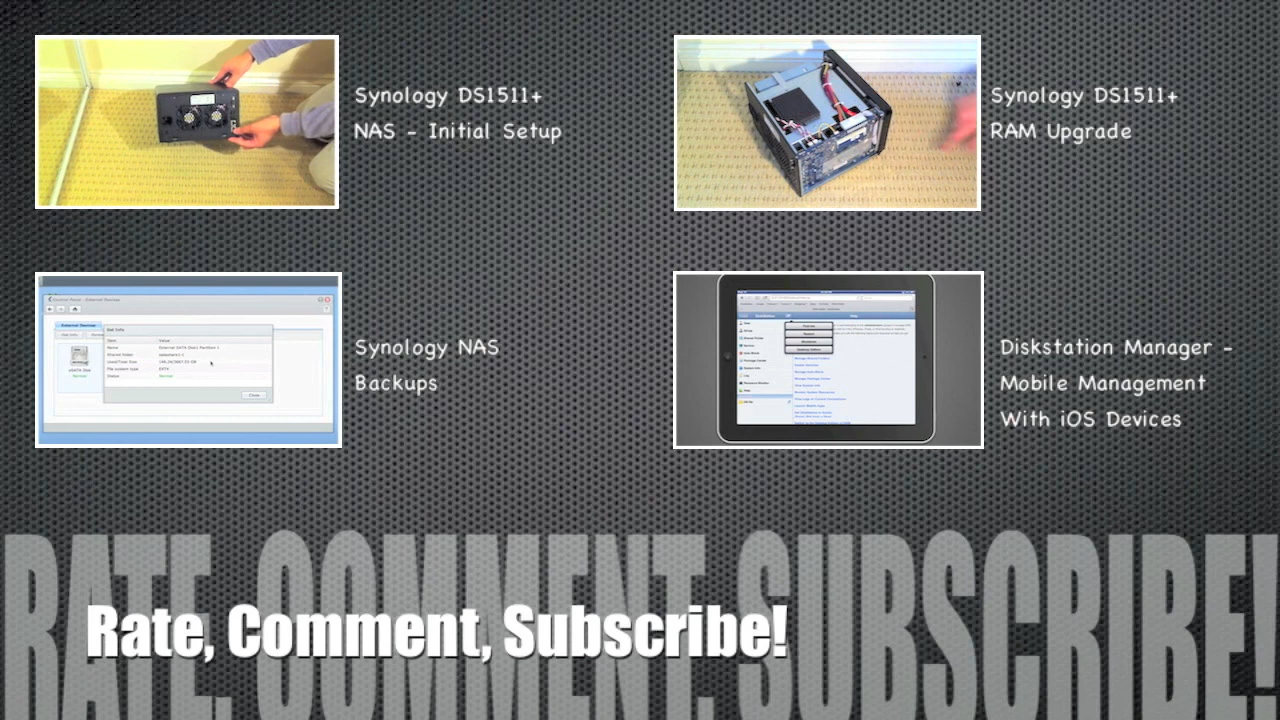 Synology DS1511+
NAS - Initial Setup
Synology DS1511+
RAM Upgrade
Synology NAS
Backups
Diskstation Manager -
Mobile Management
With iOS Devices
RATE, COMMENT, SUBSCRIBE!
Rate, Comment, Subscribe!